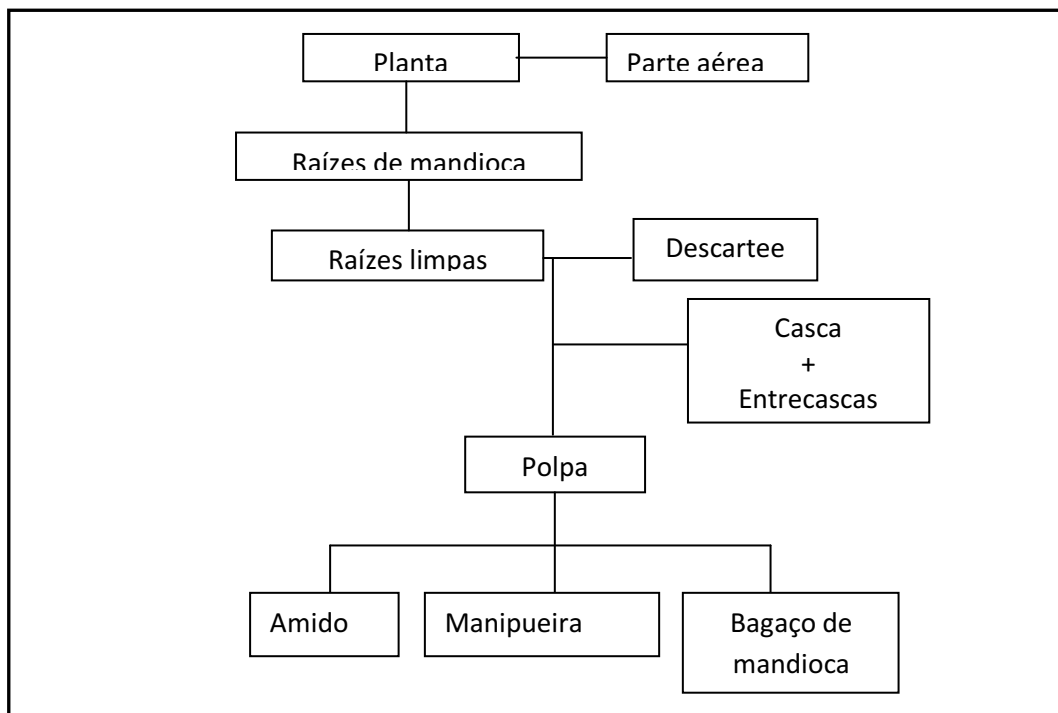 Planta
Parte aérea
Raízes de mandioca
Raízes limpas
Descartee
Casca
+
Entrecascas
Polpa
Amido
Manipueira
Bagaço de
mandioca